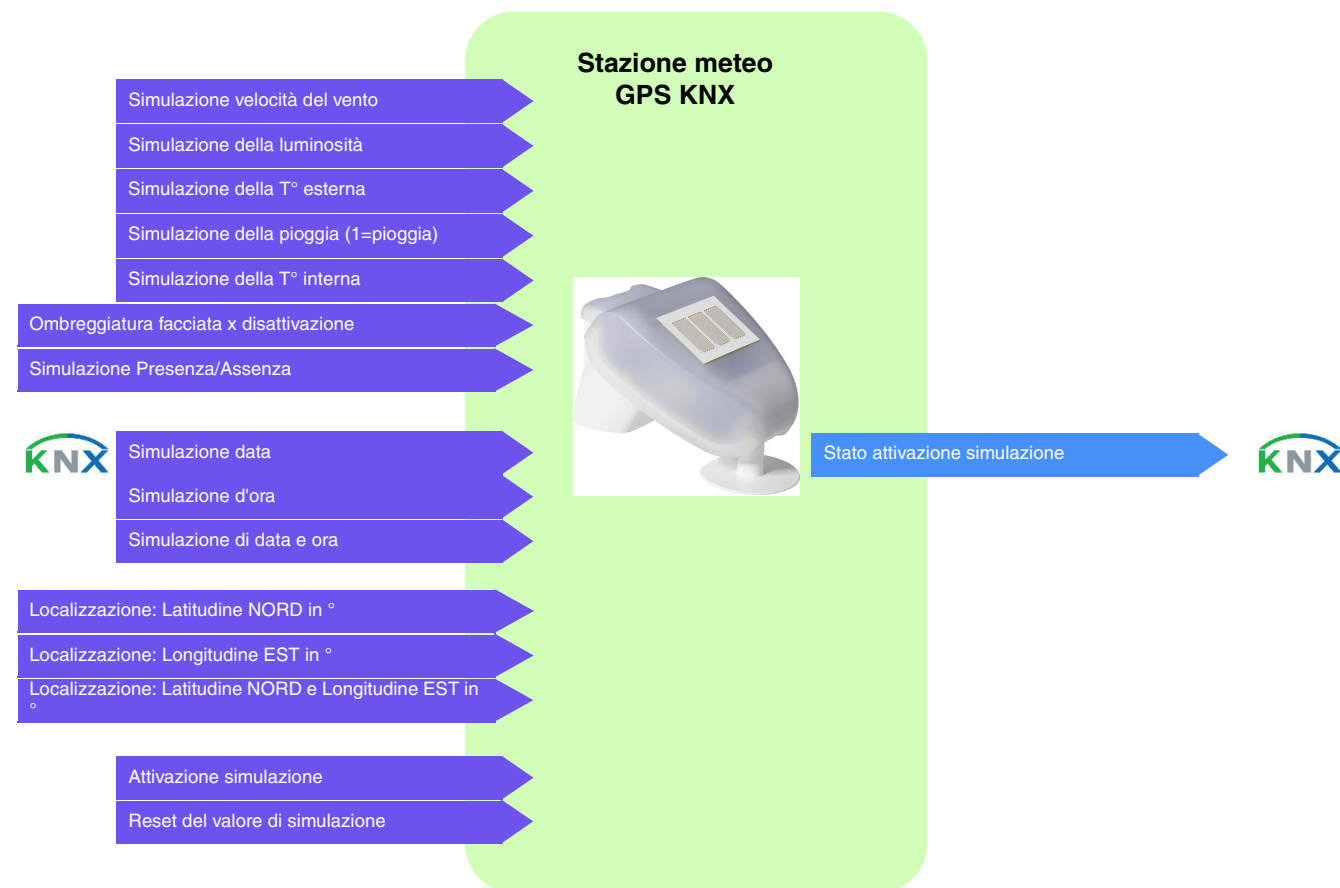 Stazione meteo
GPS KNX
Simulazione velocità del vento
Simulazione della luminosità
Simulazione della T° esterna
Simulazione della pioggia (1=pioggia)
Simulazione della T° interna
Ombreggiatura facciata x disattivazione
Simulazione Presenza/Assenza
KNX
Simulazione data
Stato attivazione simulazione
KNX
Simulazione d'ora
Simulazione di data e ora
Localizzazione: Latitudine NORD in °
Localizzazione: Longitudine EST in °
Localizzazione: Latitudine NORD e Longitudine EST in
°
Attivazione simulazione
Reset del valore di simulazione